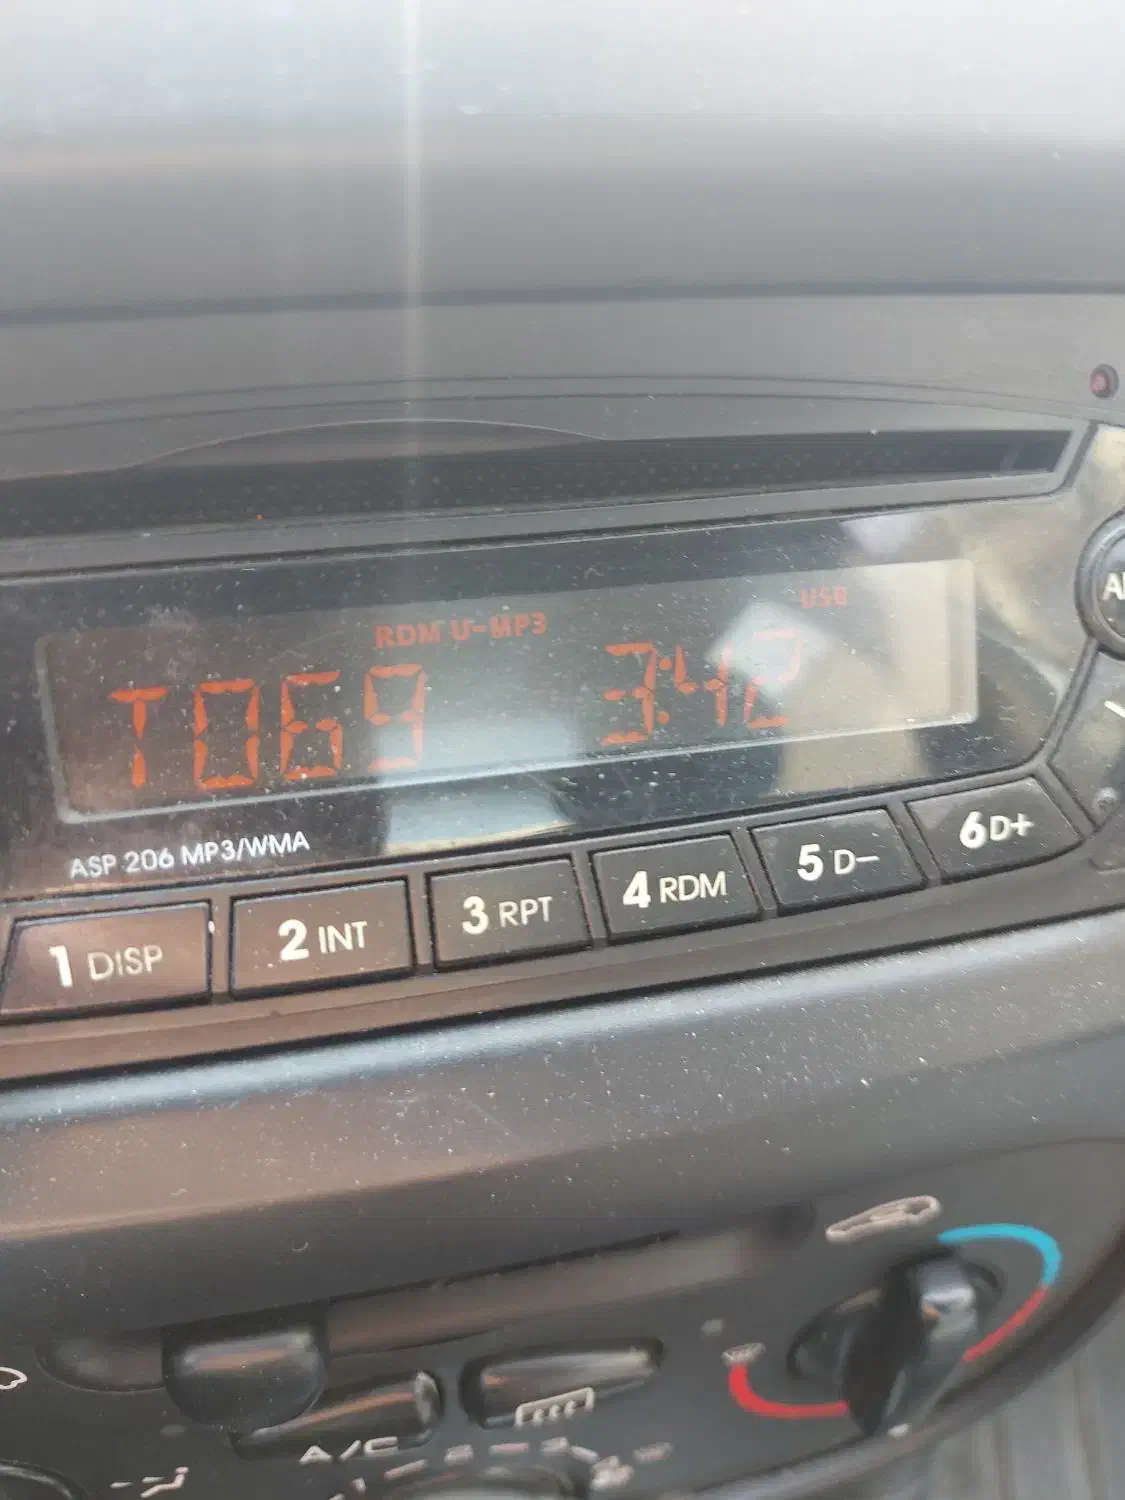 USB
RDM U-MP3
T069 3:42
ASP 206 MP3/WMA
1 DISP 2 INT 3 RPT 4 RDM 5 D- 6 D+
A/C